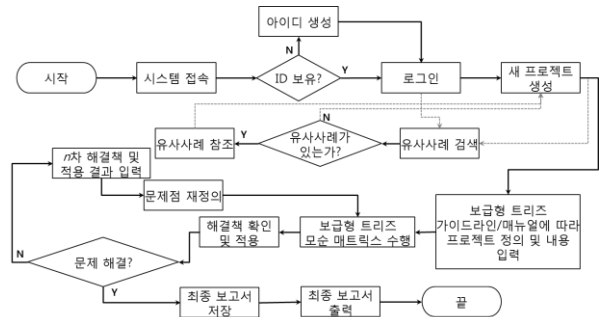 아이디 생성
N
시작
시스템 접속
ID 보유?
Y
로그인
새 프로젝트
생성
N
유사사례 참조
Y
유사사례가
있는가?
유사사례 검색
n차 해결책 및
적용 결과 입력
문제점 재정의
보급형 트리즈
가이드라인/매뉴얼에 따라
프로젝트 정의 및 내용
입력
해결책 확인
및 적용
보급형 트리즈
모순 매트릭스 수행
N
문제 해결?
Y
최종 보고서
저장
최종 보고서
출력
끝